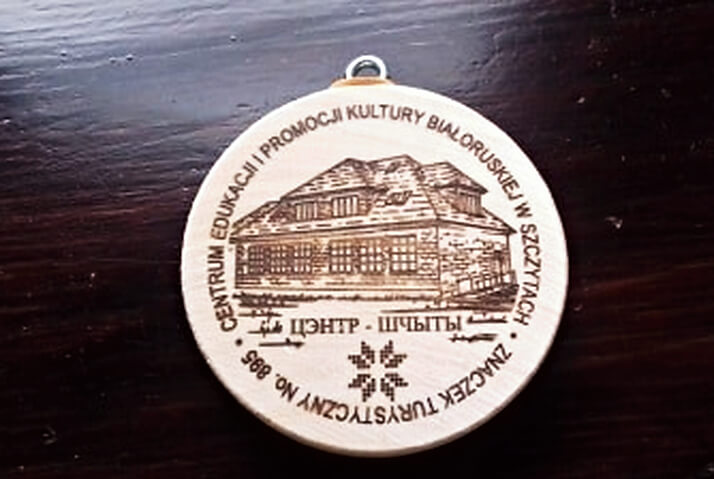 CENTRUM EDUKACJI I PROMOCJI KULTURY BIAŁORUSKIEJ W SZCZYTACH
ЦЭНТР - ШЧЫТЫ
• ZNACZEK TURYSTYCZNY No. 895 •